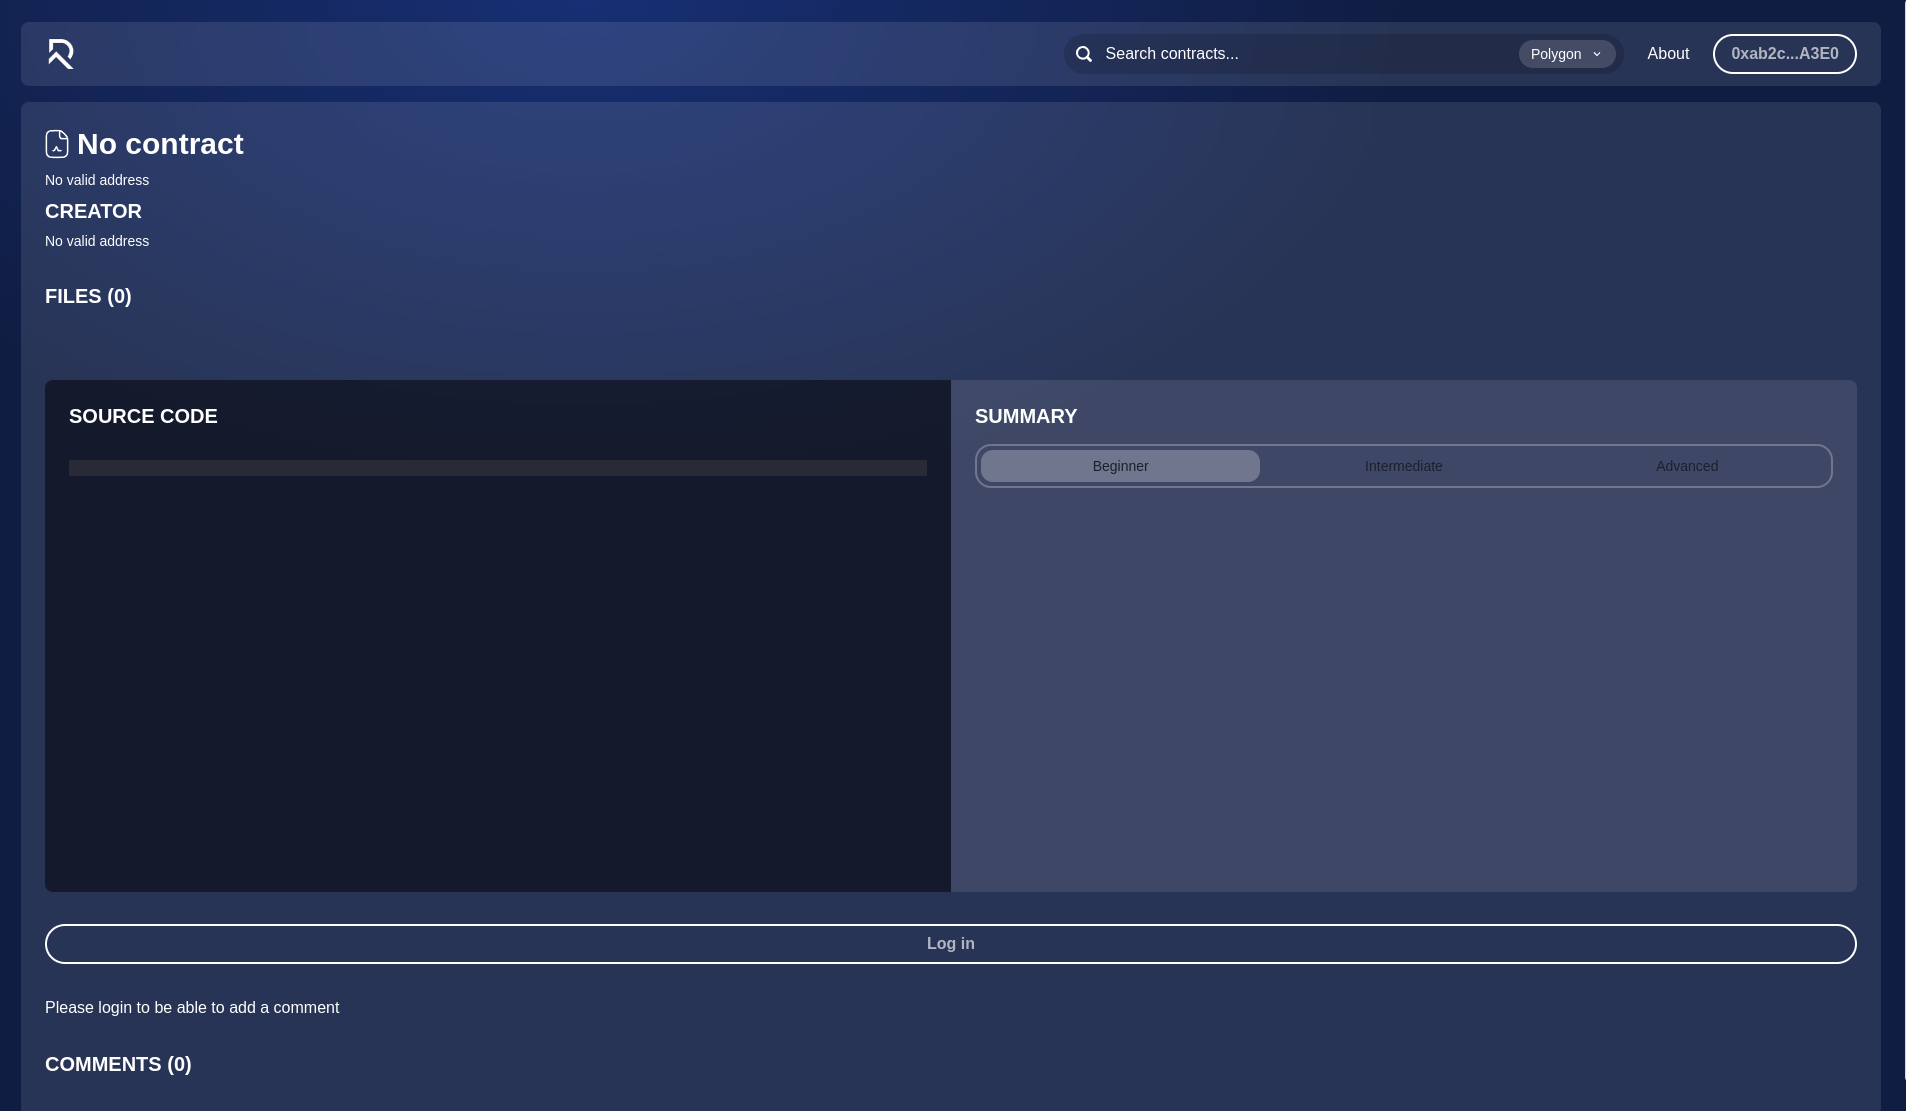 Search contracts...
Polygon
About
0xab2c...A3E0
No contract
No valid address
CREATOR
No valid address
FILES (0)
SOURCE CODE
SUMMARY
Beginner
Intermediate
Advanced
Log in
Please login to be able to add a comment
COMMENTS (0)